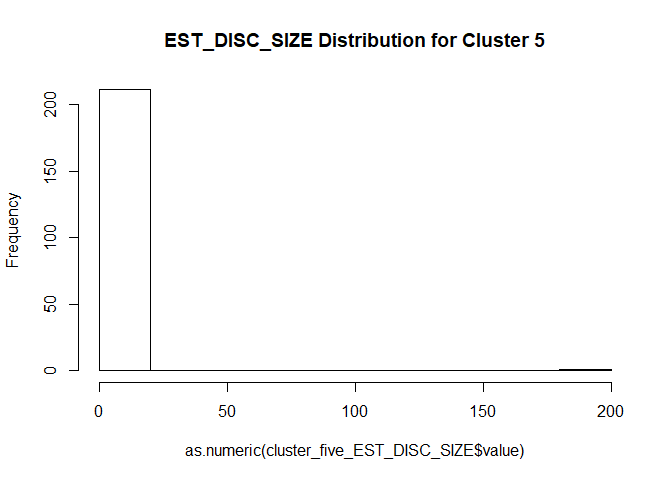 EST_DISC_SIZE Distribution for Cluster 5
Frequency
200
150
100
50
0
0 50 100 150 200
as.numeric(cluster_five_EST_DISC_SIZE$value)